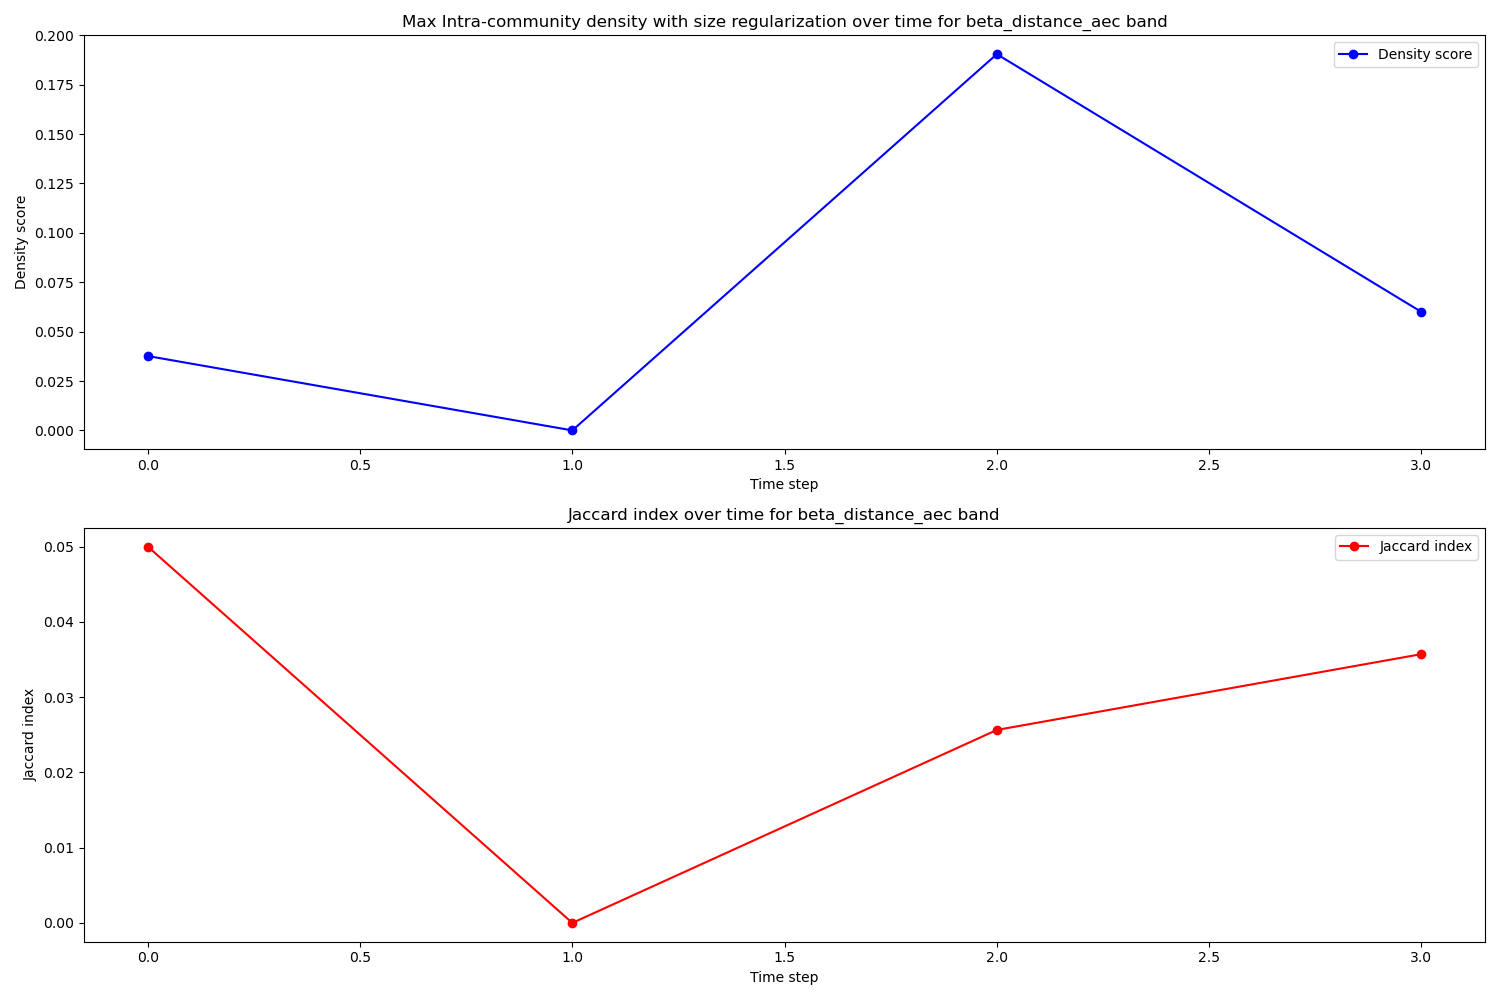 Max Intra-community density with size regularization over time for beta_distance_aec band
Density score
0.200
0.175
0.150
0.125
0.100
0.075
0.050
0.025
0.000
Density score
0.0 0.5 1.0 1.5 2.0 2.5 3.0
Time step
Jaccard index over time for beta_distance_aec band
Jaccard index
0.05
0.04
0.03
0.02
0.01
0.00
Jaccard index
0.0 0.5 1.0 1.5 2.0 2.5 3.0
Time step